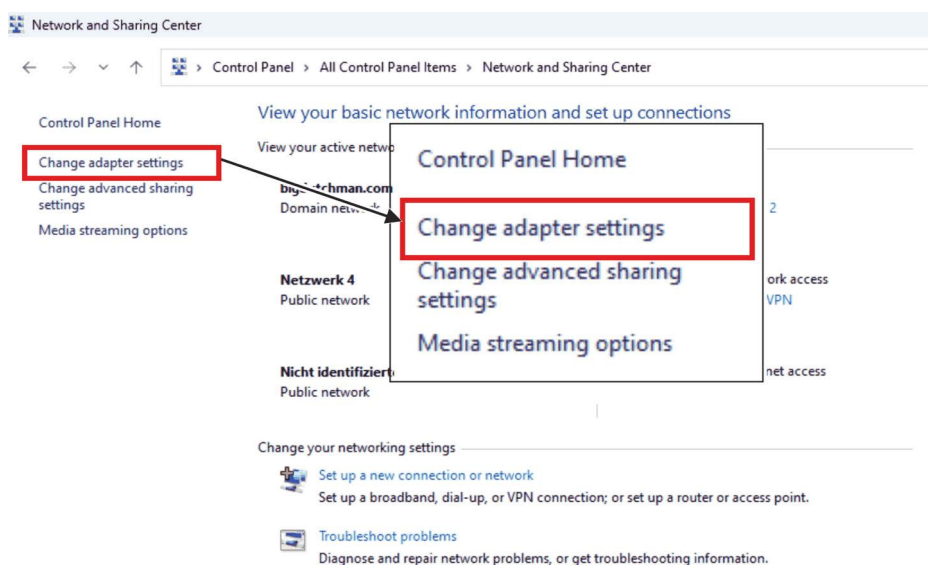 Network and Sharing Center
Control Panel > All Control Panel Items > Network and Sharing Center
Control Panel Home
Change adapter settings
Change advanced sharing
settings
Media streaming options
View your basic network information and set up connections
View your active netwo
.com
Domain
2
Netzwerk 4
ork access
Public network
VPN
Nicht identifiziert
net access
Public network
Control Panel Home
Change adapter settings
Change advanced sharing
settings
Media streaming options
Change your networking settings
Set up a new connection or network
Set up a broadband, dial-up, or VPN connection; or set up a router or access point.
Troubleshoot problems
Diagnose and repair network problems, or get troubleshooting information.